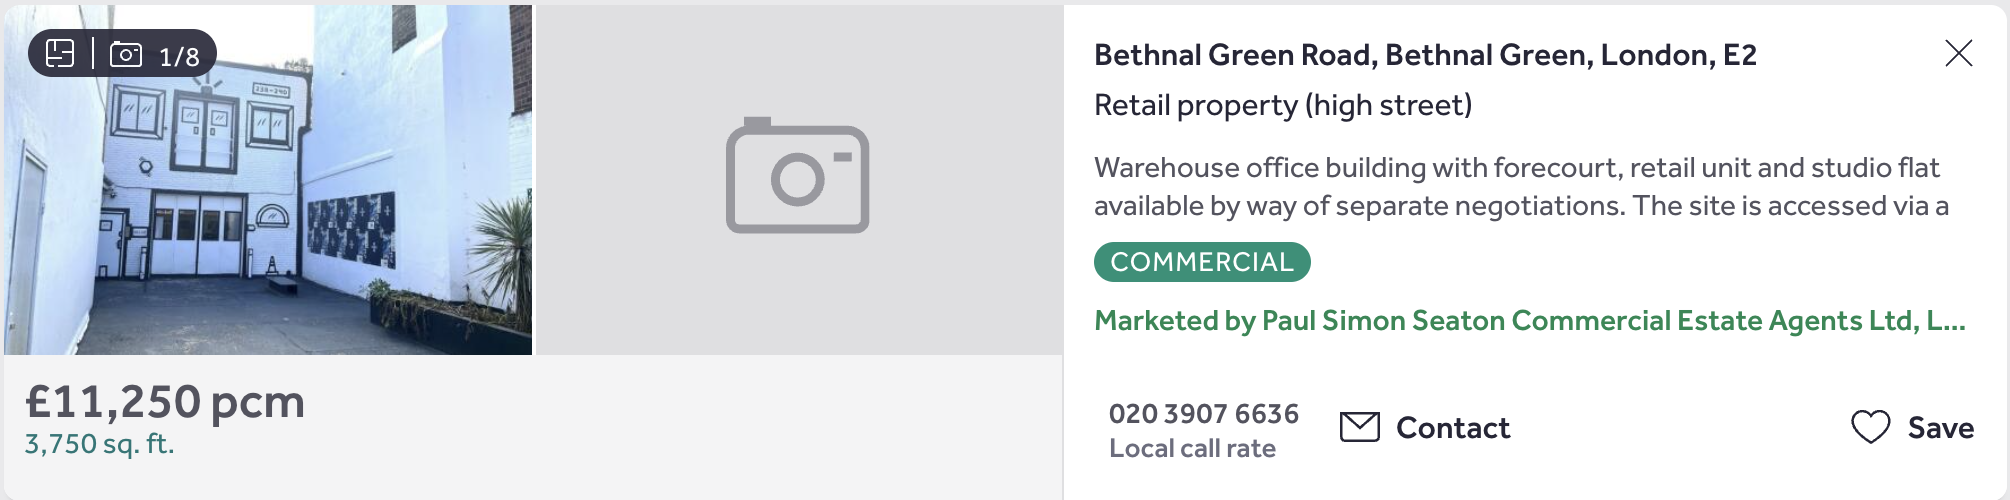 1/8
238-240
Bethnal Green Road, Bethnal Green, London, E2
Retail property (high street)
Warehouse office building with forecourt, retail unit and studio flat
available by way of separate negotiations. The site is accessed via a
COMMERCIAL
Marketed by Paul Simon Seaton Commercial Estate Agents Ltd, L...
£11,250 pcm
3,750 sq. ft.
020 3907 6636
Local call rate
Contact
Save